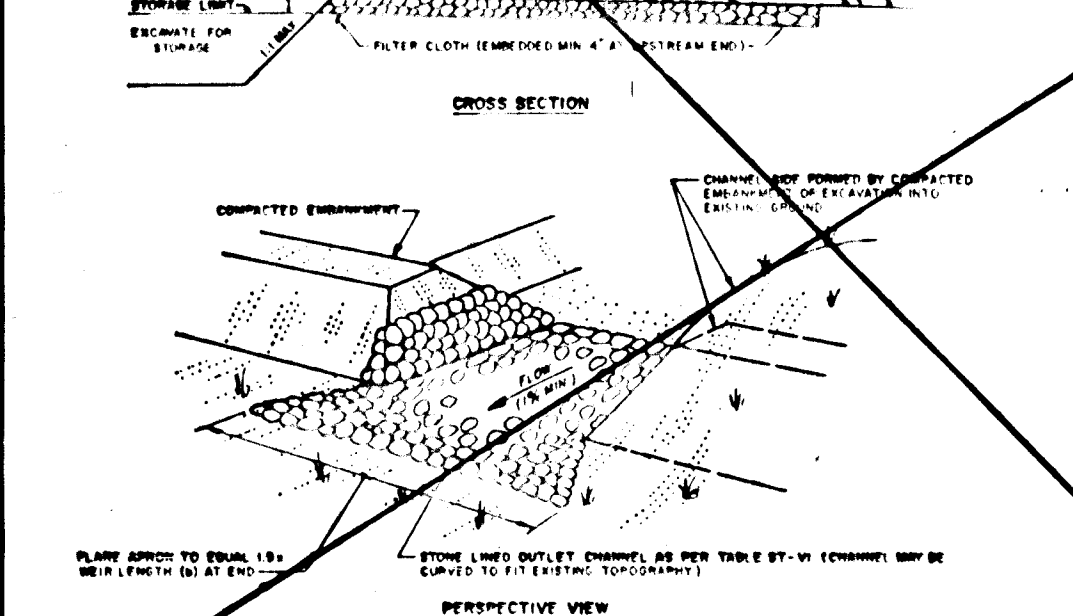 STORAGE LIMIT
EXCAVATE FOR
STORAGE
1:1 MAX
FILTER CLOTH (EMBEDDED MIN. 4" AT UPSTREAM END)
CROSS SECTION
CHANNEL SIDE FORMED BY COMPACTED
EMBANKMENT OF EXCAVATION INTO
EXISTING GROUND
COMPACTED EMBANKMENT
FLOW
(1% MIN.)
FLARE APRON TO EQUAL 1.5x
WEIR LENGTH (b) AT END
STONE LINED OUTLET CHANNEL AS PER TABLE ST-VI (CHANNEL MAY BE
CURVED TO FIT EXISTING TOPOGRAPHY)
PERSPECTIVE VIEW